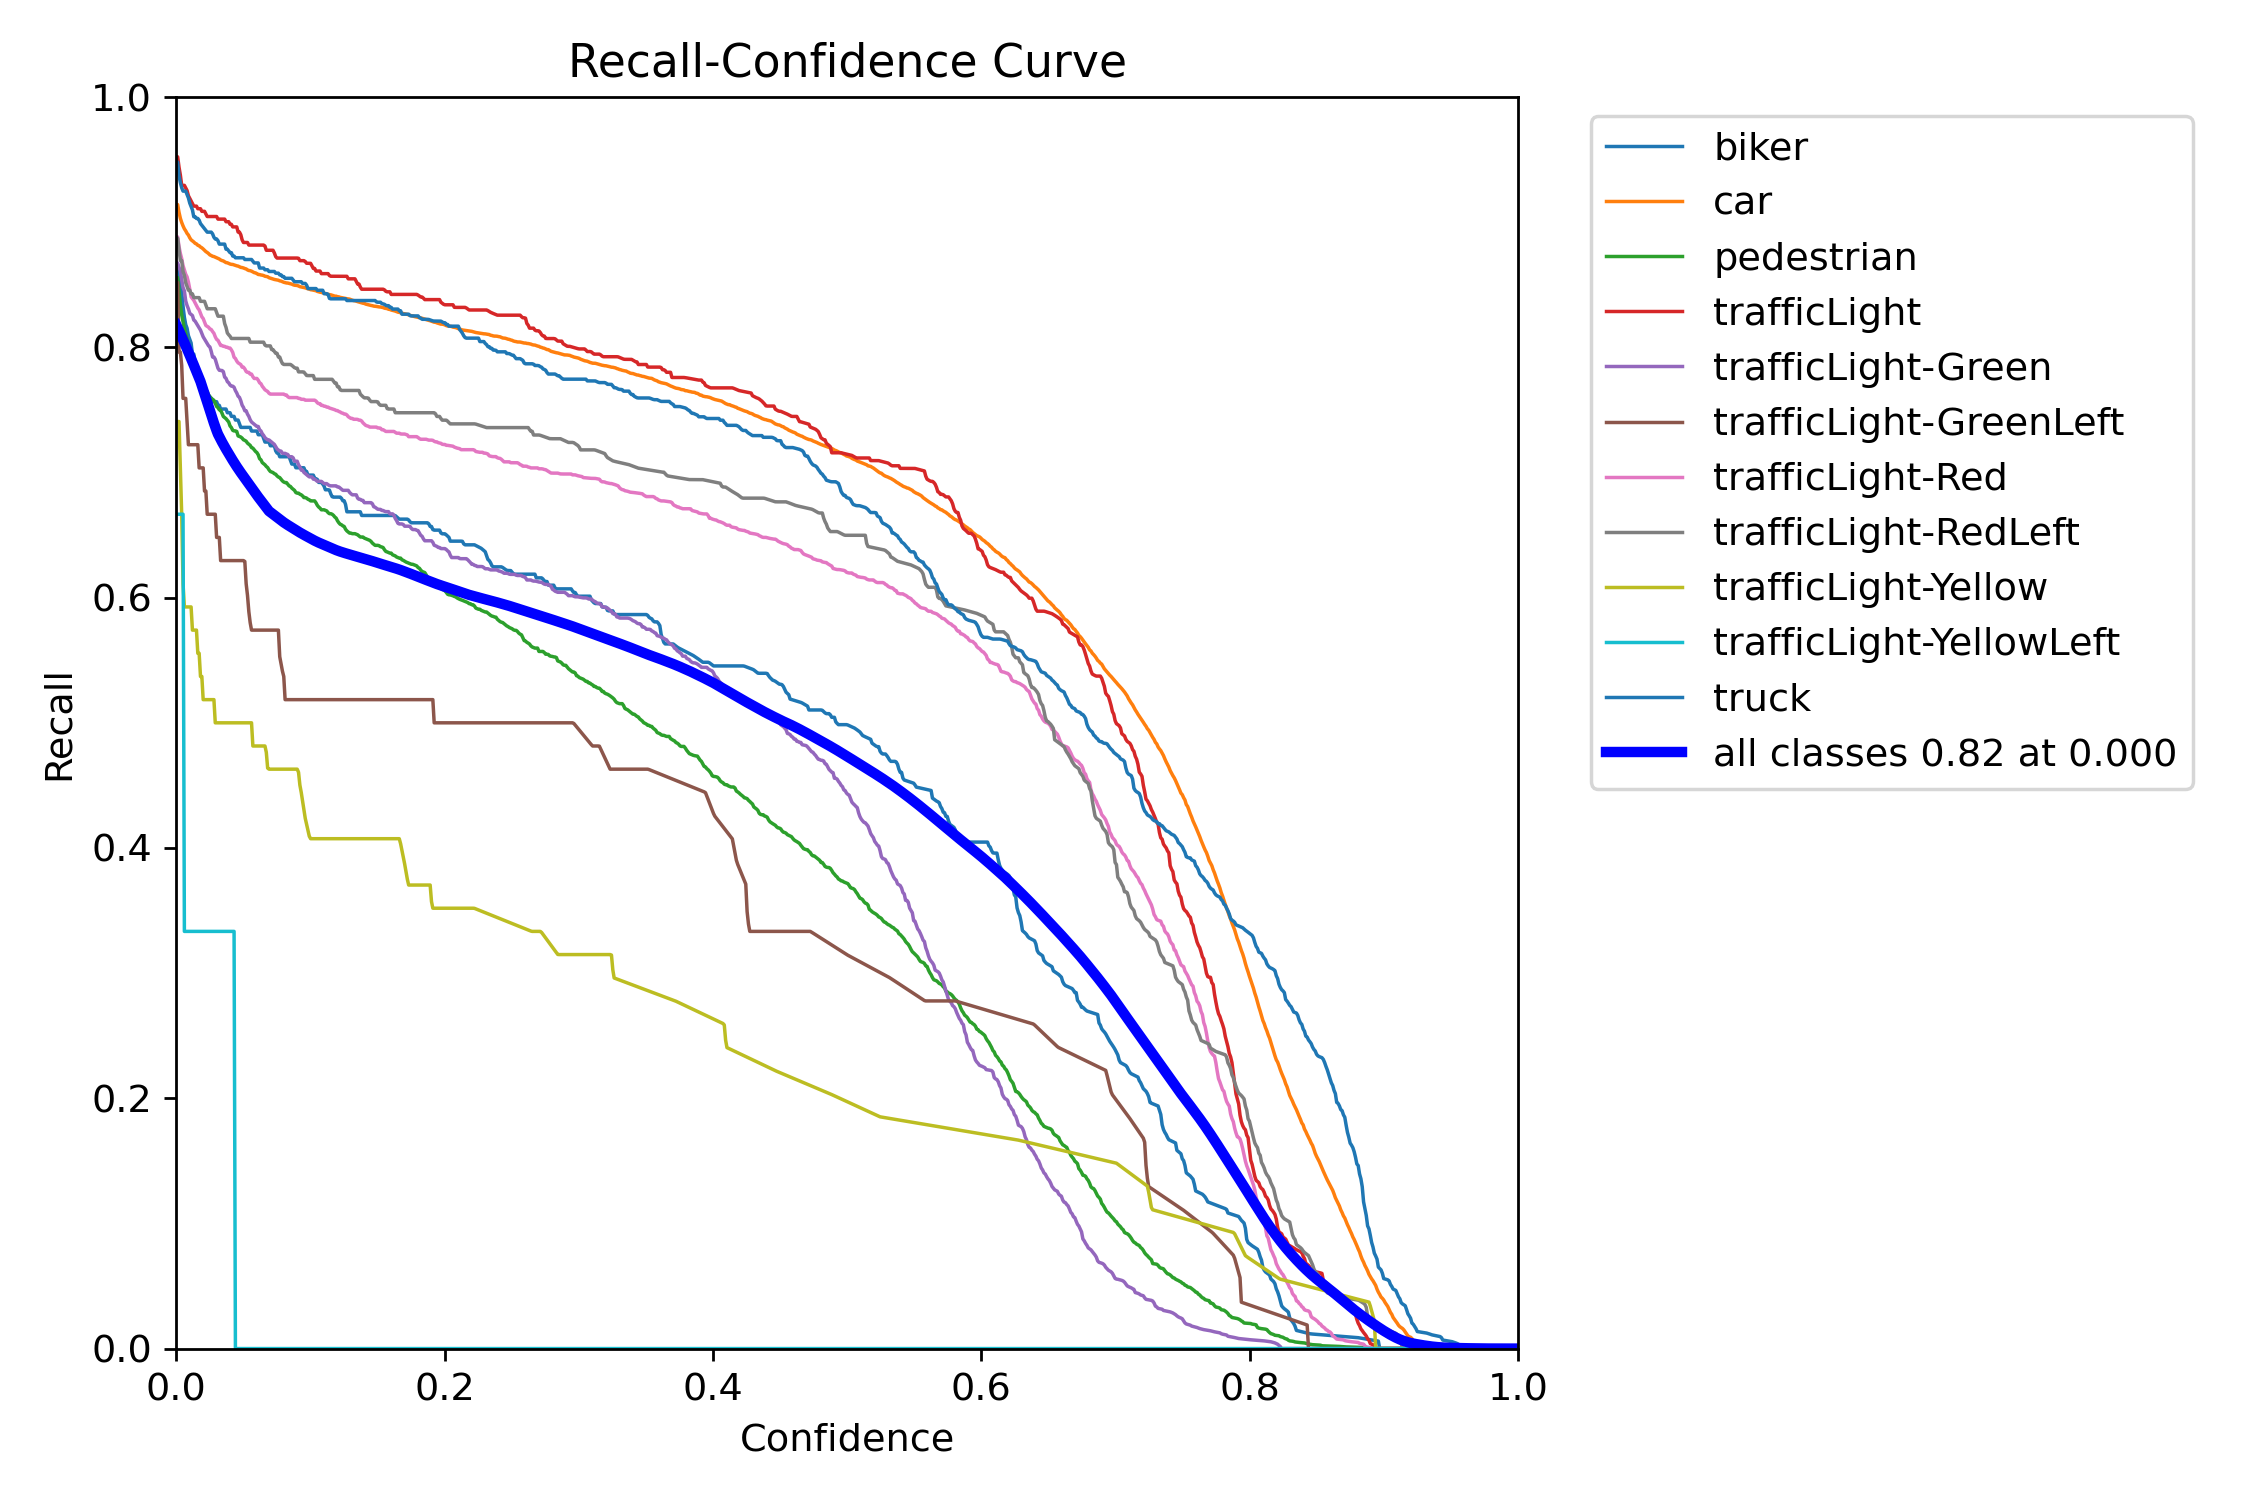 Recall-Confidence Curve
1.0
0.8
0.6
0.4
0.2
0.0
Recall
0.0 0.2 0.4 0.6 0.8 1.0
Confidence
biker
car
pedestrian
trafficLight
trafficLight-Green
trafficLight-GreenLeft
trafficLight-Red
trafficLight-RedLeft
trafficLight-Yellow
trafficLight-YellowLeft
truck
all classes 0.82 at 0.000